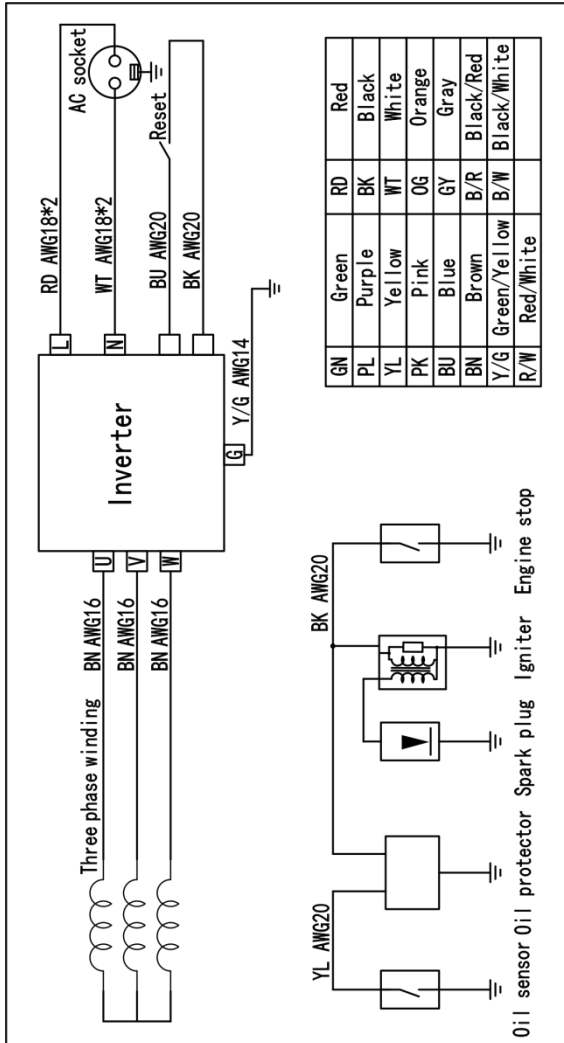 Three phase winding
BN AWG16
BN AWG16
BN AWG16
U
V
W
Inverter
L
N
G
RD AWG18*2
WT AWG18*2
BU AWG20
BK AWG20
Y/G AWG14
AC socket
Reset
YL AWG20
BK AWG20
Oil sensor
Oil protector
Spark plug
Igniter
Engine stop
GN Green RD Red
PL Purple BK Black
YL Yellow WT White
PK Pink OG Orange
BU Blue GY Gray
BN Brown B/R Black/Red
Y/G Green/Yellow B/W Black/White
R/W Red/White